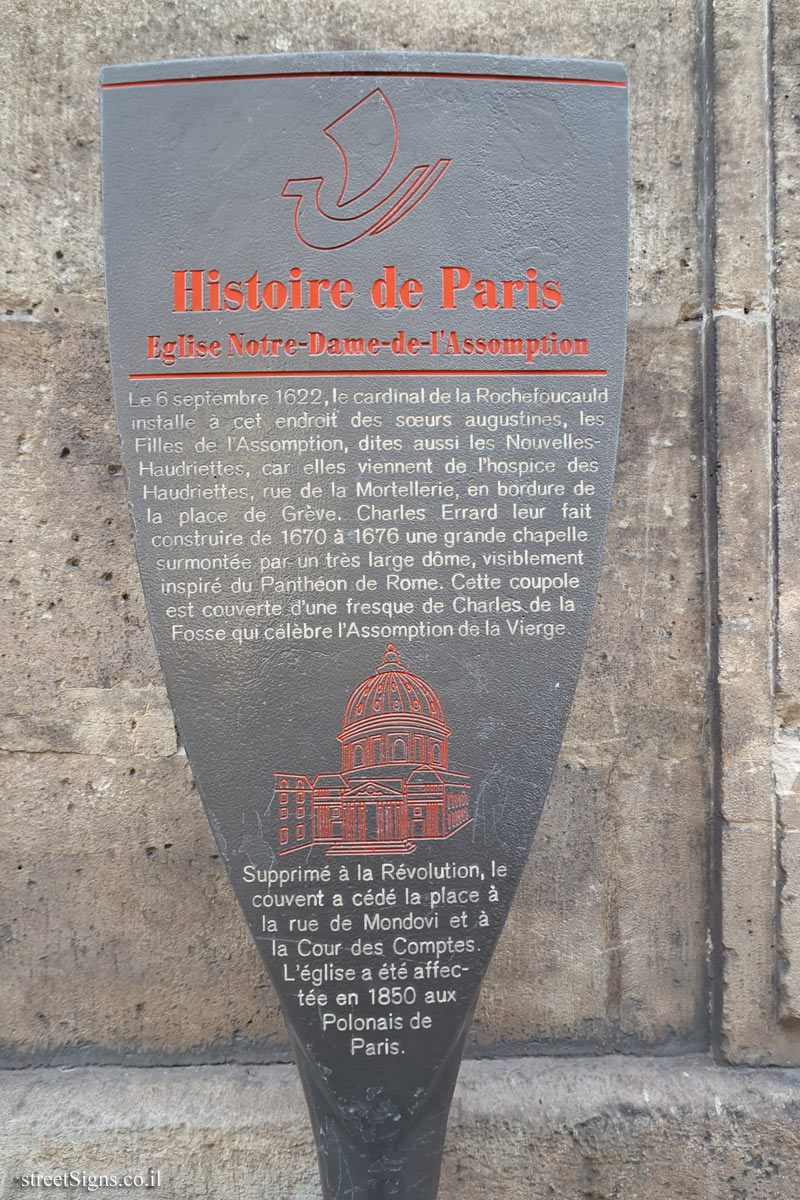 Histoire de Paris
Eglise Notre-Dame-de-l'Assomption
Le 6 septembre 1622, le cardinal de la Rochefoucauld
installe à cet endroit des sœurs augustines, les
Filles de l'Assomption, dites aussi les Nouvelles-
Haudriettes, car elles viennent de l'hospice des
Haudriettes, rue de la Mortellerie, en bordure de
la place de Grève. Charles Errard leur fait
construire de 1670 à 1676 une grande chapelle
surmontée par un très large dôme, visiblement
inspiré du Panthéon de Rome. Cette coupole
est couverte d'une fresque de Charles de la
Fosse qui célèbre l'Assomption de la Vierge.
Supprimé à la Révolution, le
couvent a cédé la place à
la rue de Mondovi et à
la Cour des Comptes.
L'église a été affec-
tée en 1850 aux
Polonais de
Paris.
streetSigns.co.il